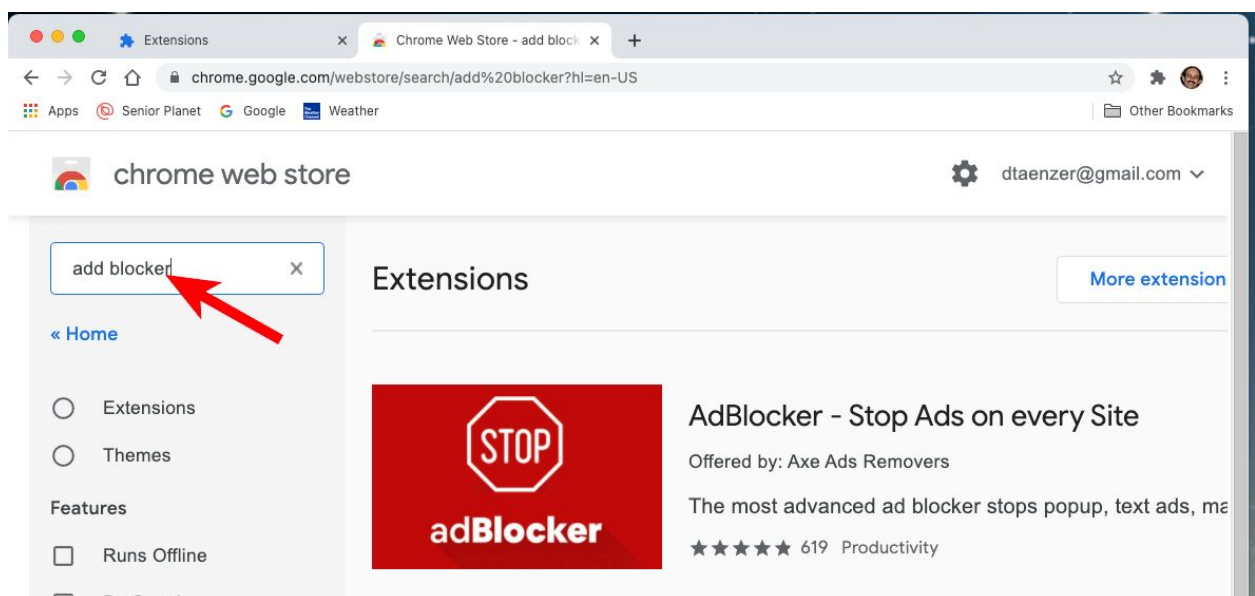 Extensions
Chrome Web Store - add block
chrome.google.com/webstore/search/add%20blocker?hl=en-US
Apps Senior Planet Google Weather Other Bookmarks
chrome web store
dtaenzer@gmail.com
add blocker
« Home
Extensions
Themes
Features
Runs Offline
Extensions
More extension
STOP
adBlocker
AdBlocker - Stop Ads on every Site
Offered by: Axe Ads Removers
The most advanced ad blocker stops popup, text ads, ma
619 Productivity